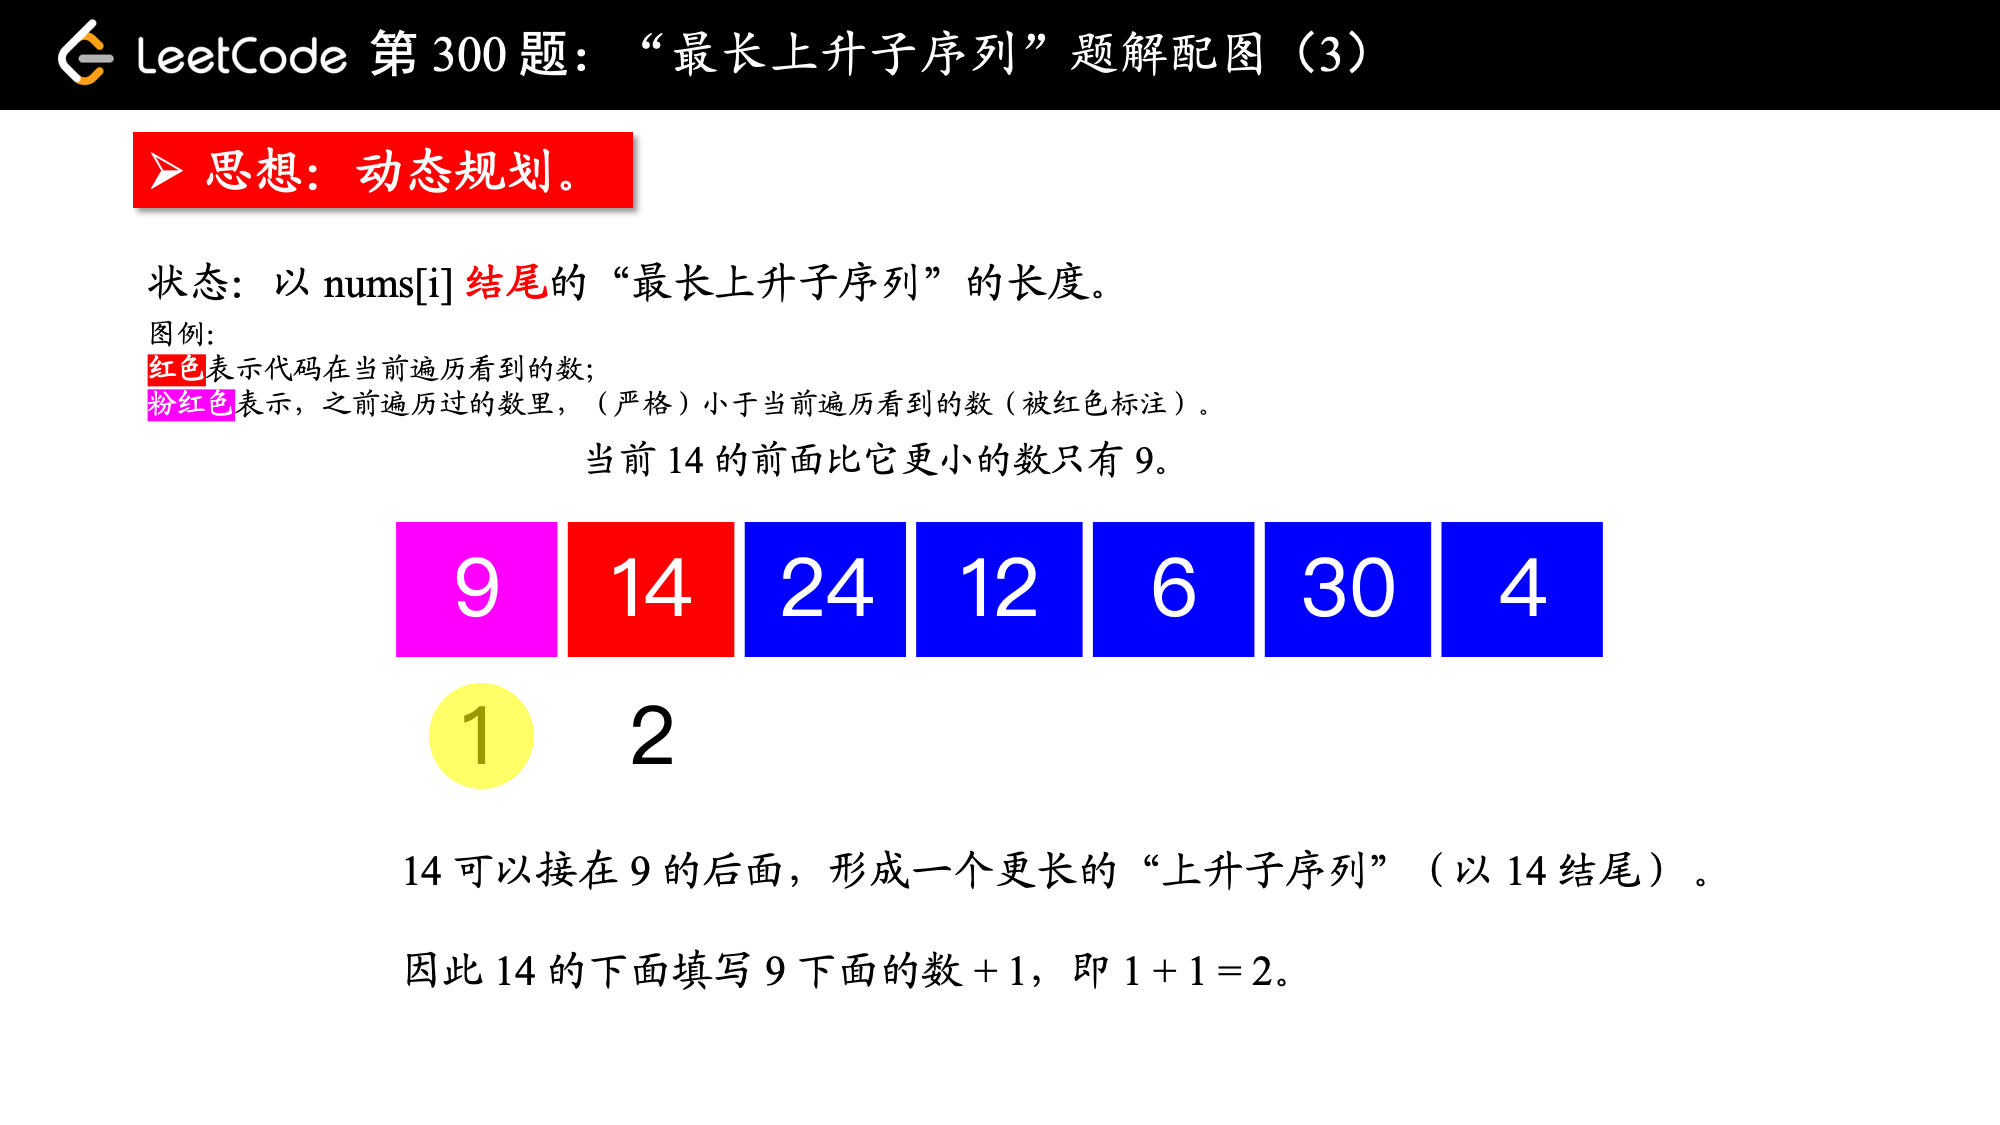 LeetCode 第 300 题：“最长上升子序列”题解配图（3）
➢ 思想：动态规划。
状态：以 nums[i] 结尾的“最长上升子序列”的长度。
图例：
红色表示代码在当前遍历看到的数；
粉红色表示，之前遍历过的数里，（严格）小于当前遍历看到的数（被红色标注）。
当前 14 的前面比它更小的数只有 9。
9 14 24 12 6 30 4
1 2
14 可以接在 9 的后面，形成一个更长的“上升子序列”（以 14 结尾）。
因此 14 的下面填写 9 下面的数 + 1，即 1 + 1 = 2。